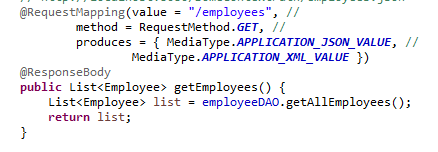 @RequestMapping(value = "/employees", //
method = RequestMethod.GET, //
produces = { MediaType.APPLICATION_JSON_VALUE, //
MediaType.APPLICATION_XML_VALUE })
@ResponseBody
public List<Employee> getEmployees() {
List<Employee> list = employeeDAO.getAllEmployees();
return list;
}